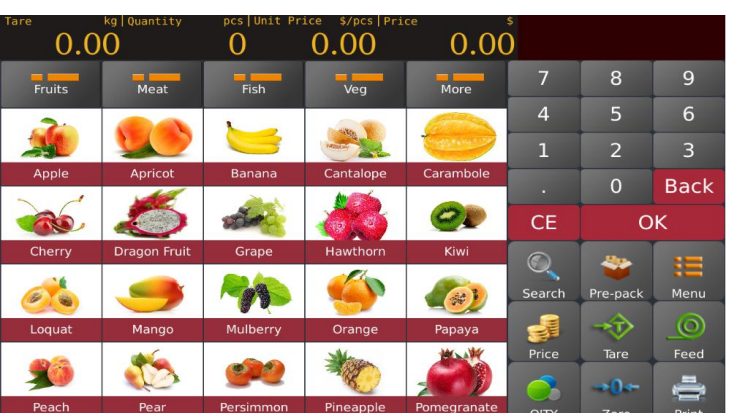 Tare kg Quantity pcs Unit Price $/pcs Price $
0.00 0 0.00 0.00
Fruits Meat Fish Veg More
7 8 9
4 5 6
Apple Apricot Banana Cantalope Carambole
1 2 3
. 0 Back
Cherry Dragon Fruit Grape Hawthorn Kiwi
CE OK
Search Pre-pack Menu
Loquat Mango Mulberry Orange Papaya
Price Tare Feed
Peach Pear Persimmon Pineapple Pomegranate